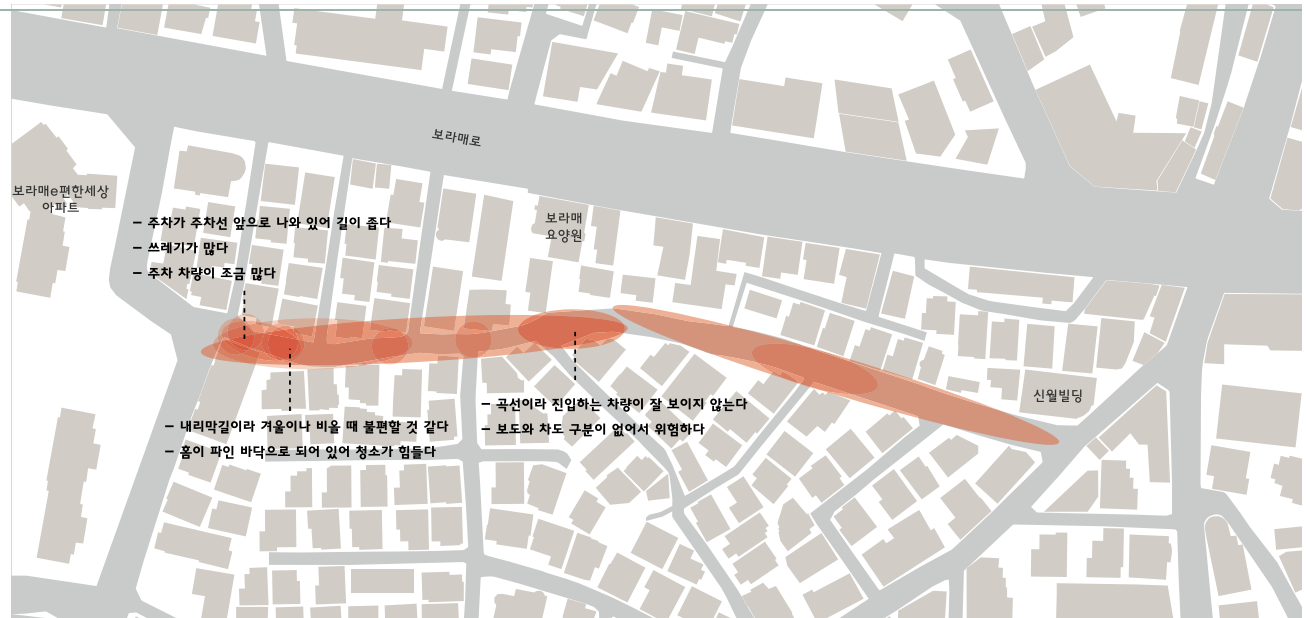 보라매로
보라매e편한세상
아파트
보라매
요양원
– 주차가 주차선 앞으로 나와 있어 길이 좁다
– 쓰레기가 많다
– 주차 차량이 조금 많다
신월빌딩
– 곡선이라 진입하는 차량이 잘 보이지 않는다
– 보도와 차도 구분이 없어서 위험하다
– 내리막길이라 겨울이나 비올 때 불편할 것 같다
– 홈이 파인 바닥으로 되어 있어 청소가 힘들다